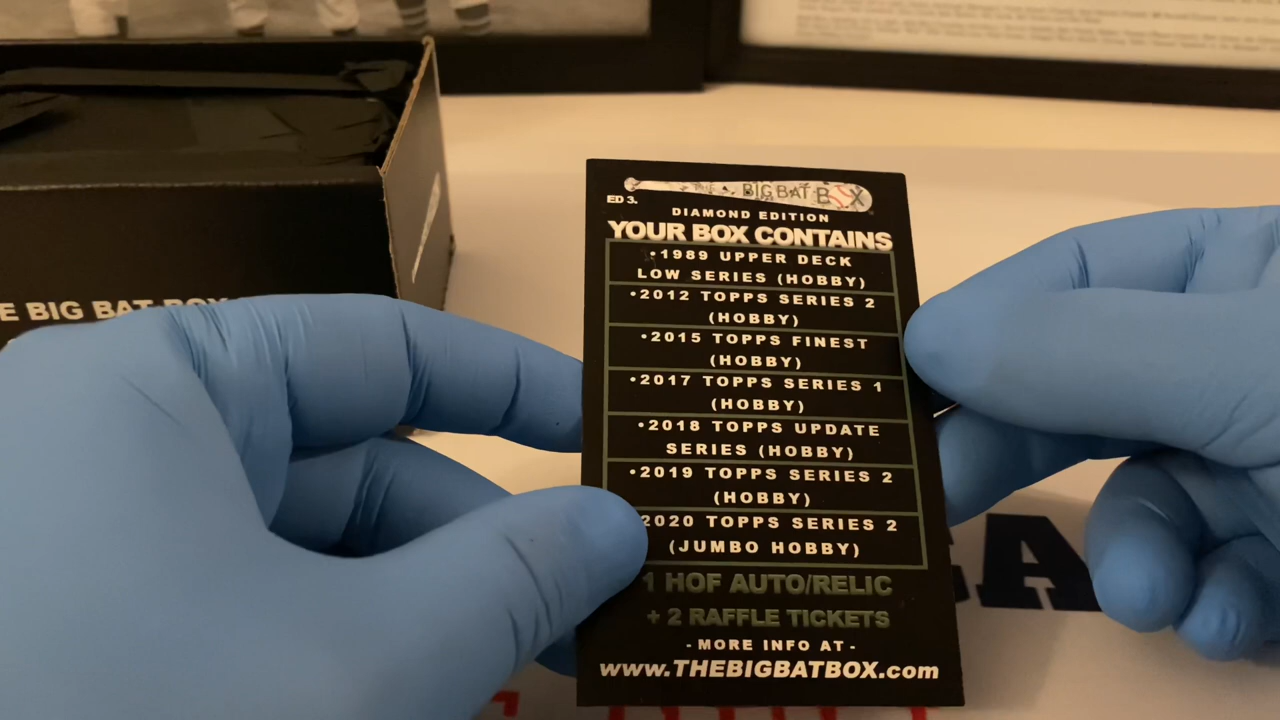 THE BIG BAT BOX
ED 3.
DIAMOND EDITION
YOUR BOX CONTAINS
•1989 UPPER DECK
LOW SERIES (HOBBY)
•2012 TOPPS SERIES 2
(HOBBY)
•2015 TOPPS FINEST
(HOBBY)
•2017 TOPPS SERIES 1
(HOBBY)
•2018 TOPPS UPDATE
SERIES (HOBBY)
•2019 TOPPS SERIES 2
(HOBBY)
2020 TOPPS SERIES 2
(JUMBO HOBBY)
1 HOF AUTO/RELIC
+ 2 RAFFLE TICKETS
- MORE INFO AT -
www.THEBIGBATBOX.com
E BIG BAT BOX